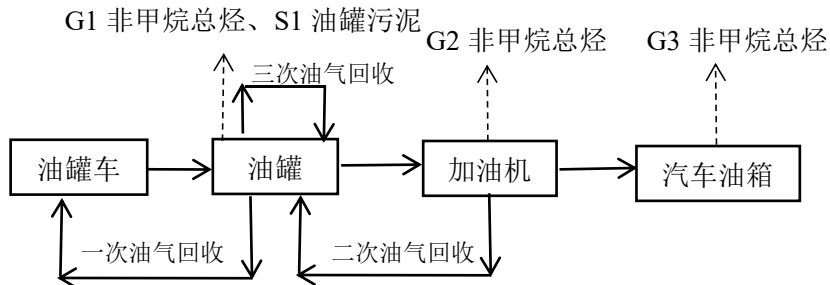 G1 非甲烷总烃、S1 油罐污泥
G2 非甲烷总烃
G3 非甲烷总烃
三次油气回收
油罐车
油罐
加油机
汽车油箱
一次油气回收
二次油气回收